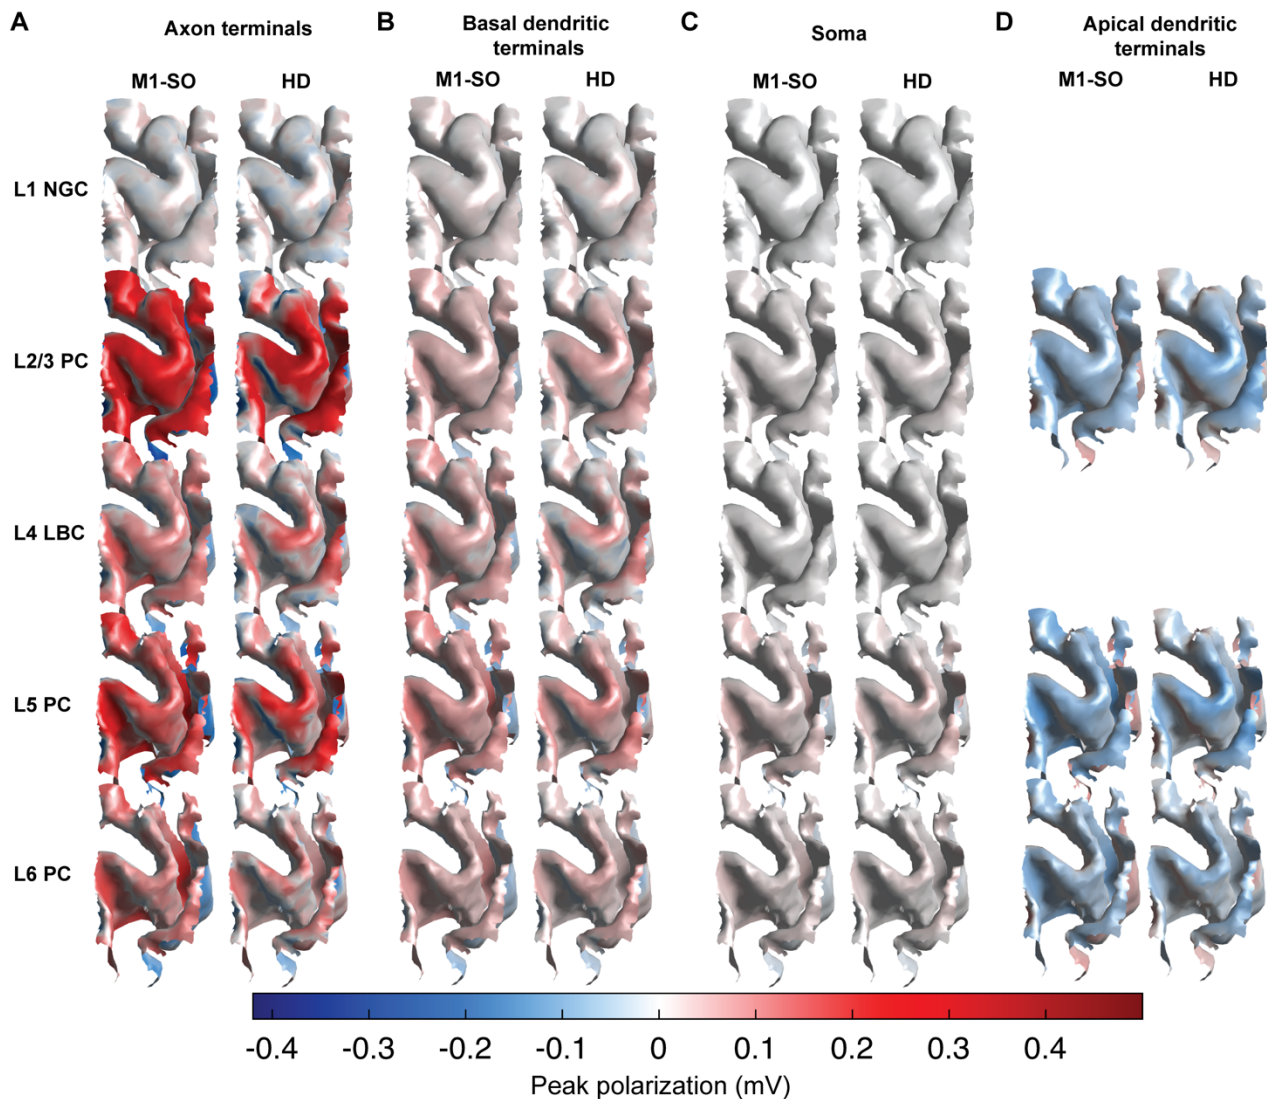 A Axon terminals B Basal dendritic terminals C Soma D Apical dendritic terminals
M1-SO HD M1-SO HD M1-SO HD M1-SO HD
L1 NGC
L2/3 PC
L4 LBC
L5 PC
L6 PC
-0.4 -0.3 -0.2 -0.1 0 0.1 0.2 0.3 0.4
Peak polarization (mV)